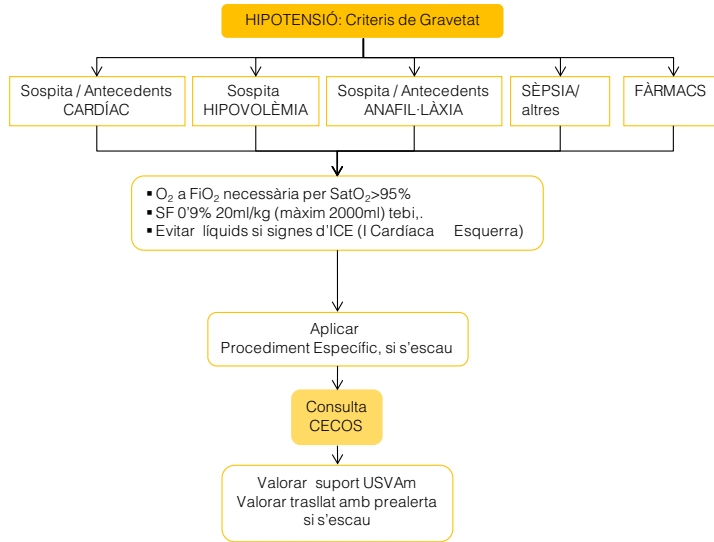 HIPOTENSIÓ: Criteris de Gravetat
Sospita / Antecedents
CARDÍAC
Sospita
HIPOVOLÈMIA
Sospita / Antecedents
ANAFIL·LÀXIA
SÈPSIA/
altres
FÀRMACS
▪ O₂ a FiO₂ necessària per SatO₂>95%
▪ SF 0'9% 20ml/kg (màxim 2000ml) tebi,.
▪ Evitar líquids si signes d'ICE (I Cardíaca Esquerra)
Aplicar
Procediment Específic, si s'escau
Consulta
CECOS
Valorar suport USVAm
Valorar trasllat amb prealerta
si s'escau